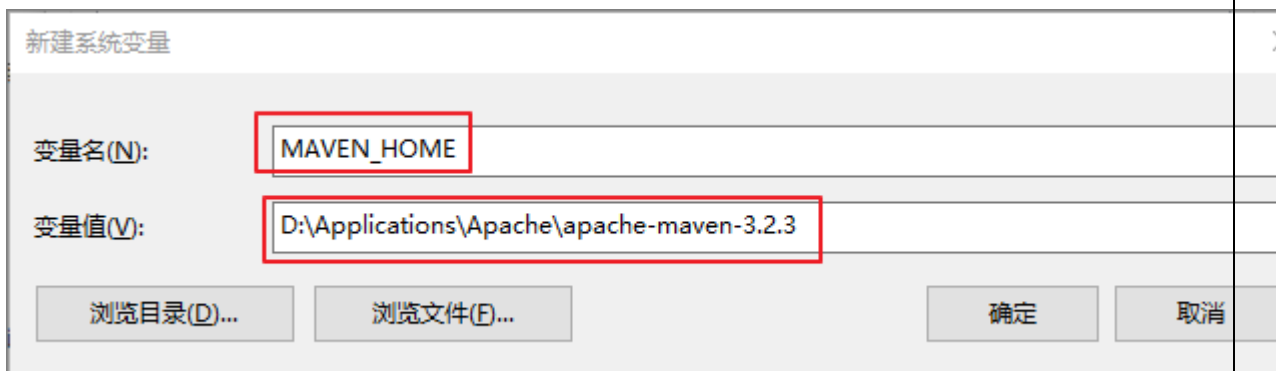 新建系统变量
变量名(N): MAVEN_HOME
变量值(V): D:\Applications\Apache\apache-maven-3.2.3
浏览目录(D)... 浏览文件(F)... 确定 取消